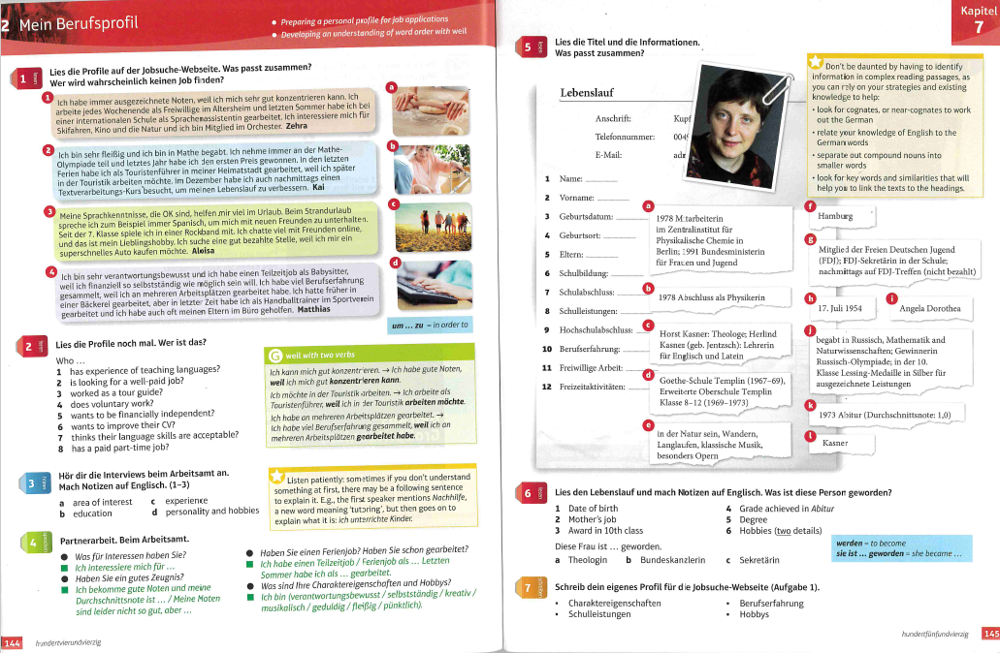 2 Mein Berufsprofil
• Preparing a personal profile for job applications
• Developing an understanding of word order with weil
1 lesen
Lies die Profile auf der Jobsuche-Webseite. Was passt zusammen?
Wer wird wahrscheinlich keinen Job finden?
1
Ich habe immer ausgezeichnete Noten, weil ich mich sehr gut konzentrieren kann. Ich
arbeite jedes Wochenende als Freiwillige im Altersheim und letzten Sommer habe ich bei
einer internationalen Schule als Sprachenassistentin gearbeitet. Ich interessiere mich für
Skifahren, Kino und die Natur und ich bin Mitglied im Orchester. Zehra
2
Ich bin sehr fleißig und ich bin in Mathe begabt. Ich nehme immer an der Mathe-
Olympiade teil und letztes Jahr habe ich den ersten Preis gewonnen. In den letzten
Ferien habe ich als Touristenführer in meiner Heimatstadt gearbeitet, weil ich später
in der Touristik arbeiten möchte. Im Dezember habe ich auch nachmittags einen
Textverarbeitungs-Kurs besucht, um meinen Lebenslauf zu verbessern. Kai
3
Meine Sprachkenntnisse, die OK sind, helfen mir viel im Urlaub. Beim Strandurlaub
spreche ich zum Beispiel immer Spanisch, um mich mit neuen Freunden zu unterhalten.
Seit der 7. Klasse spiele ich in einer Rockband mit. Ich chatte viel mit Freunden online,
und das ist mein Lieblingshobby. Ich suche eine gut bezahlte Stelle, weil ich mir ein
superschnelles Auto kaufen möchte. Aloisa
4
Ich bin sehr verantwortungsbewusst und ich habe einen Teilzeitjob als Babysitter,
weil ich finanziell so selbstständig wie möglich sein will. Ich habe viel Berufserfahrung
gesammelt, weil ich an mehreren Arbeitsplätzen gearbeitet habe. Ich hatte früher in
einer Bäckerei gearbeitet, aber in letzter Zeit habe ich als Handballtrainer im Sportverein
gearbeitet und ich habe auch oft meinen Eltern im Büro geholfen. Matthias
a
b
c
d
um ... zu – in order to
2 lesen
Lies die Profile noch mal. Wer ist das?
Who ...
1 has experience of teaching languages?
2 is looking for a well-paid job?
3 worked as a tour guide?
4 does voluntary work?
5 wants to be financially independent?
6 wants to improve their CV?
7 thinks their language skills are acceptable?
8 has a paid part-time job?
G weil with two verbs
Ich kann mich gut konzentrieren. → Ich habe gute Noten,
weil ich mich gut konzentrieren kann.
Ich möchte in der Touristik arbeiten. → Ich arbeite als
Touristenführer, weil ich in der Touristik arbeiten möchte.
Ich habe an mehreren Arbeitsplätzen gearbeitet. →
Ich habe viel Berufserfahrung gesammelt, weil ich an
mehreren Arbeitsplätzen gearbeitet habe.
3 hören
Hör dir die Interviews beim Arbeitsamt an.
Mach Notizen auf Englisch. (1–3)
a area of interest c experience
b education d personality and hobbies
Listen patiently: sometimes if you don't understand
something at first, there may be a following sentence
to explain it. E.g., the first speaker mentions Nachhilfe,
a new word meaning 'tutoring', but then goes on to
explain what it is: ich unterrichte Kinder.
4 sprechen
Partnerarbeit. Beim Arbeitsamt.
● Was für Interessen haben Sie?
■ Ich interessiere mich für ...
● Haben Sie ein gutes Zeugnis?
■ Ich bekomme gute Noten und meine
Durchschnittsnote ist ... / Meine Noten
sind leider nicht so gut, aber ...
● Haben Sie einen Ferienjob? Haben Sie schon gearbeitet?
■ Ich habe einen Teilzeitjob / Ferienjob als ... Letzten
Sommer habe ich als ... gearbeitet.
● Was sind Ihre Charaktereigenschaften und Hobbys?
■ Ich bin (verantwortungsbewusst / selbstständig / kreativ /
musikalisch / geduldig / fleißig / pünktlich).
144 hundertvierundvierzig
Kapitel
7
5 lesen
Lies die Titel und die Informationen.
Was passt zusammen?
Lebenslauf
Anschrift: Kupf
Telefonnummer: 004
E-Mail: adr
1 Name:
2 Vorname:
3 Geburtsdatum:
4 Geburtsort:
5 Eltern:
6 Schulbildung:
7 Schulabschluss:
8 Schulleistungen:
9 Hochschulabschluss:
10 Berufserfahrung:
11 Freiwillige Arbeit:
12 Freizeitaktivitäten:
Don't be daunted by having to identify
information in complex reading passages, as
you can rely on your strategies and existing
knowledge to help:
• look for cognates, or near-cognates to work
out the German
• relate your knowledge of English to the
German words
• separate out compound nouns into
smaller words
• look for key words and similarities that will
help you to link the texts to the headings.
a
1978 Mitarbeiterin
im Zentralinstitut für
Physikalische Chemie in
Berlin; 1991 Bundesministerin
für Frauen und Jugend
b
1978 Abschluss als Physikerin
c
Horst Kasner: Theologe; Herlind
Kasner (geb. Jentzsch): Lehrerin
für Englisch und Latein
d
Goethe-Schule Templin (1967–69),
Erweiterte Oberschule Templin
Klasse 8–12 (1969–1973)
e
in der Natur sein, Wandern,
Langlaufen, klassische Musik,
besonders Opern
f
Hamburg
g
Mitglied der Freien Deutschen Jugend
(FDJ); FDJ-Sekretärin in der Schule;
nachmittags auf FDJ-Treffen (nicht bezahlt)
h
17. Juli 1954
i
Angela Dorothea
j
begabt in Russisch, Mathematik und
Naturwissenschaften; Gewinnerin
Russisch-Olympiade; in der 10.
Klasse Lessing-Medaille in Silber für
ausgezeichnete Leistungen
k
1973 Abitur (Durchschnittsnote: 1,0)
l
Kasner
6 lesen
Lies den Lebenslauf und mach Notizen auf Englisch. Was ist diese Person geworden?
1 Date of birth
2 Mother's job
3 Award in 10th class
4 Grade achieved in Abitur
5 Degree
6 Hobbies (two details)
Diese Frau ist ... geworden.
a Theologin b Bundeskanzlerin c Sekretärin
werden – to become
sie ist ... geworden – she became ...
7 schreiben
Schreib dein eigenes Profil für die Jobsuche-Webseite (Aufgabe 1).
• Charaktereigenschaften
• Schulleistungen
• Berufserfahrung
• Hobbys
hundertfünfundvierzig 145